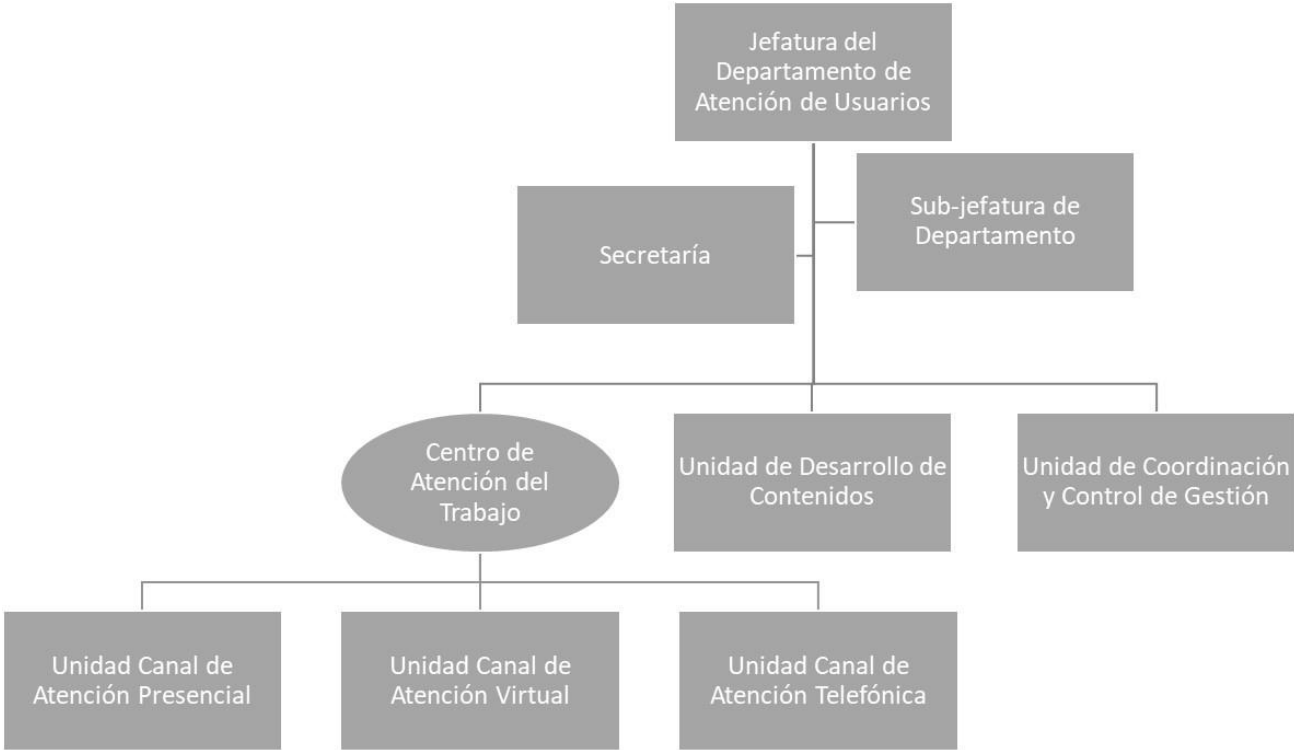 Jefatura del
Departamento de
Atención de Usuarios
Sub-jefatura de
Departamento
Secretaría
Centro de
Atención del
Trabajo
Unidad de Desarrollo de
Contenidos
Unidad de Coordinación
y Control de Gestión
Unidad Canal de
Atención Presencial
Unidad Canal de
Atención Virtual
Unidad Canal de
Atención Telefónica